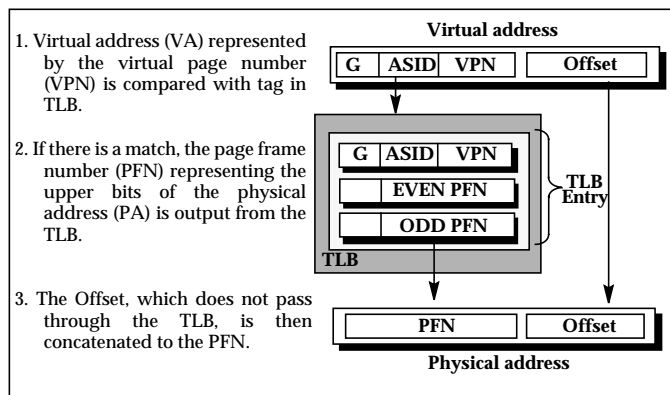 1. Virtual address (VA) represented
by the virtual page number
(VPN) is compared with tag in
TLB.
2. If there is a match, the page frame
number (PFN) representing the
upper bits of the physical
address (PA) is output from the
TLB.
3. The Offset, which does not pass
through the TLB, is then
concatenated to the PFN.
Virtual address
G ASID VPN Offset
G ASID VPN
EVEN PFN
ODD PFN
TLB
TLB
Entry
PFN Offset
Physical address